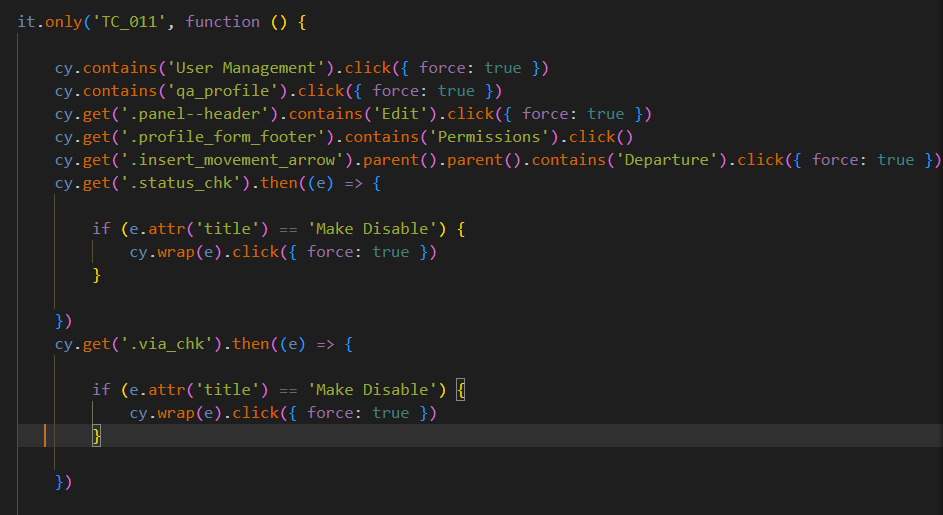 it.only('TC_011', function () {
cy.contains('User Management').click({ force: true })
cy.contains('qa_profile').click({ force: true })
cy.get('.panel--header').contains('Edit').click({ force: true })
cy.get('.profile_form_footer').contains('Permissions').click()
cy.get('.insert_movement_arrow').parent().parent().contains('Departure').click({ force: true })
cy.get('.status_chk').then((e) => {
if (e.attr('title') == 'Make Disable') {
cy.wrap(e).click({ force: true })
}
})
cy.get('.via_chk').then((e) => {
if (e.attr('title') == 'Make Disable') {
cy.wrap(e).click({ force: true })
}
})